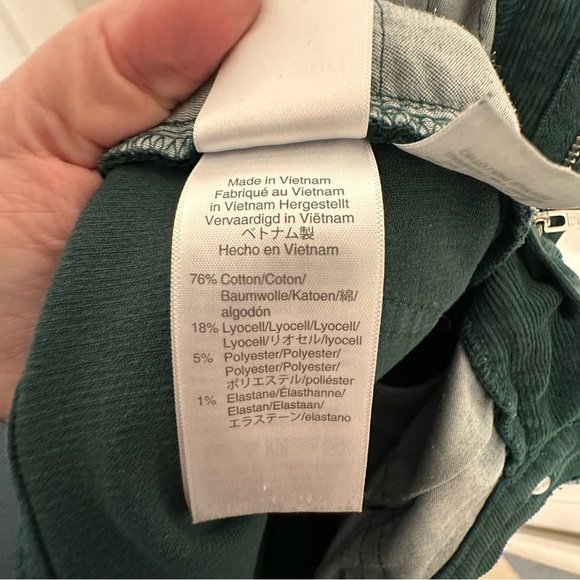 Made in Vietnam
Fabriqué au Vietnam
in Vietnam Hergestellt
Vervaardigd in Viëtnam
ベトナム製
Hecho en Vietnam
76% Cotton/Coton/
Baumwolle/Katoen/綿/
algodón
18% Lyocell/Lyocell/Lyocell/
Lyocell/リオセル/lyocell
5% Polyester/Polyester/
Polyester/Polyester/
ポリエステル/poliéster
1% Elastane/Élasthanne/
Elastan/Elastaan/
エラステーン/elastano